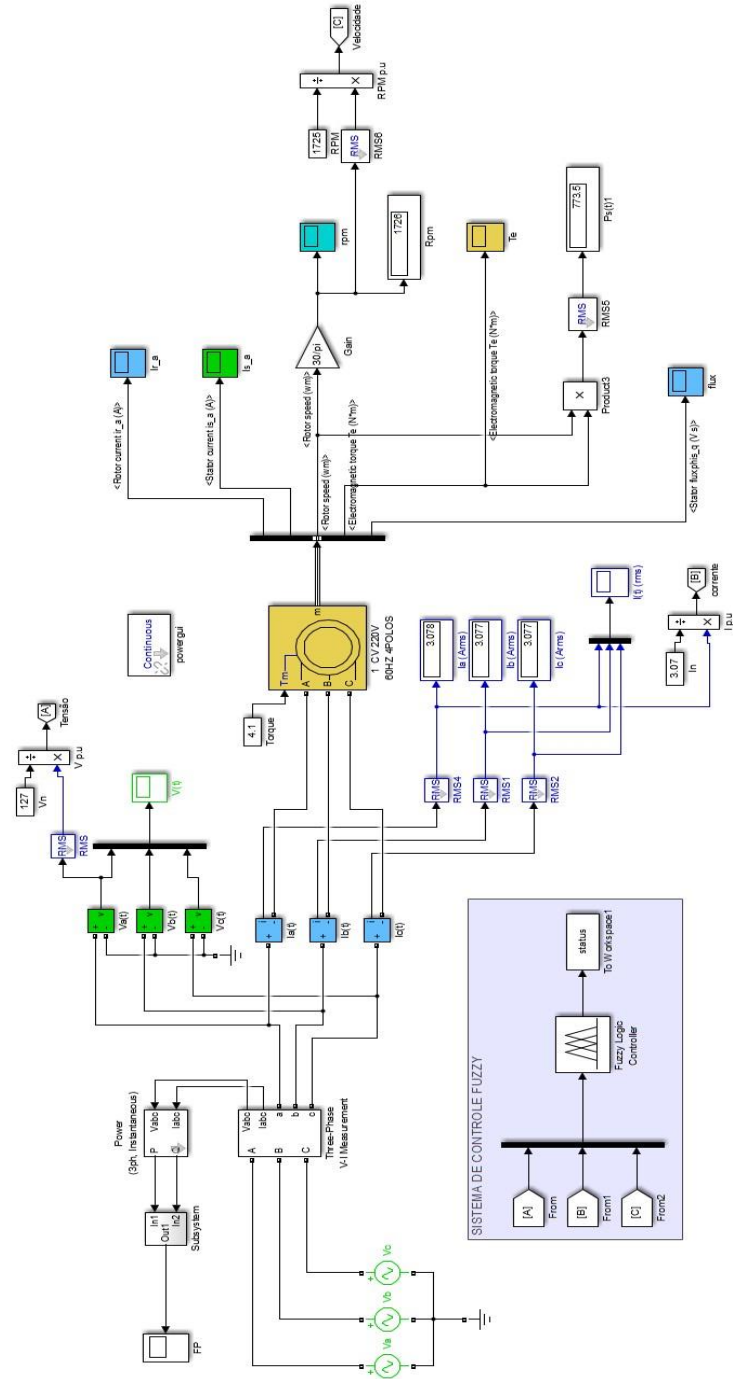 127
Vn
RMS
RMS
÷
×
V p.u
[A]
Tensão
Va(t)
Vb(t)
Vc(t)
V(t)
Continuous
powergui
<Rotor current ir_a (A)>
Ir_a
<Stator current is_a (A)>
Is_a
<Rotor speed (wm)>
<Rotor speed (wm)>
30/pi
Gain
rpm
1726
Rpm
1725
RPM
RMS
RMS6
÷
×
RPM p.u
[C]
Velocidade
<Electromagnetic torque Te (N*m)>
<Electromagnetic torque Te (N*m)>
Te
×
Product3
RMS
RMS5
773.5
Ps(t)1
<Stator flux phis_q (V s)>
flux
FP
In1
In2
Out1
Subsystem
Power
(3ph, Instantaneous)
P
Q
Vabc
Iabc
Vabc
Iabc
A
B
C
a
b
c
Three-Phase
V-I Measurement
Va
Vb
Vc
Ia(t)
Ib(t)
Ic(t)
4.1
Torque
Tm
A
B
C
m
1 CV 220V
60HZ 4POLOS
RMS
RMS4
RMS
RMS1
RMS
RMS2
3.078
Ia (Arms)
3.077
Ib (Arms)
3.077
Ic (Arms)
I(t) (rms)
3.07
In
÷
×
I p.u
[B]
corrente
SISTEMA DE CONTROLE FUZZY
[A]
From
[B]
From1
[C]
From2
Fuzzy Logic
Controller
status
To Workspace1